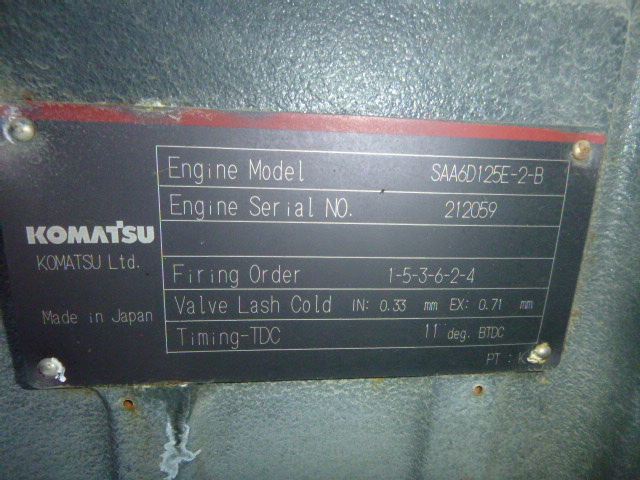 Engine Model SAA6D125E-2-B
Engine Serial NO. 212059
KOMATSU
KOMATSU Ltd.
Firing Order 1-5-3-6-2-4
Valve Lash Cold IN: 0.33 mm EX: 0.71 mm
Made in Japan
Timing-TDC 11 deg. BTDC
PT :